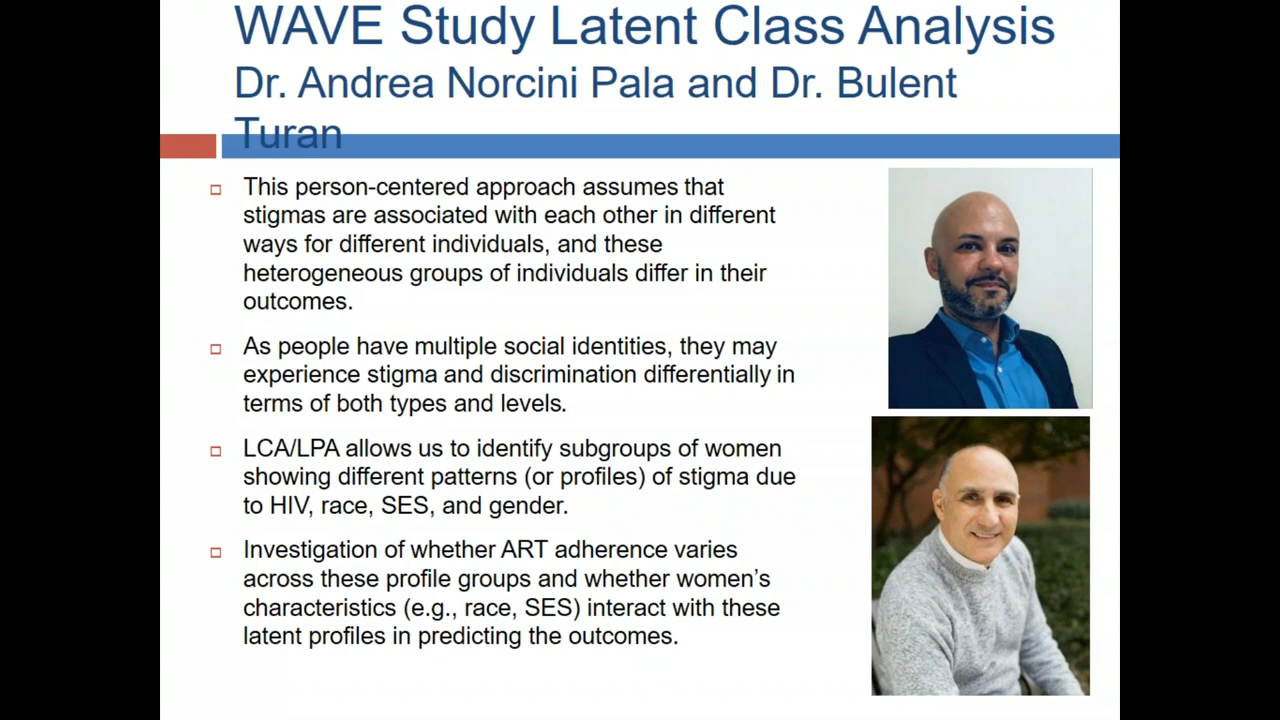 WAVE Study Latent Class Analysis
Dr. Andrea Norcini Pala and Dr. Bulent
Turan
This person-centered approach assumes that
stigmas are associated with each other in different
ways for different individuals, and these
heterogeneous groups of individuals differ in their
outcomes.
As people have multiple social identities, they may
experience stigma and discrimination differentially in
terms of both types and levels.
LCA/LPA allows us to identify subgroups of women
showing different patterns (or profiles) of stigma due
to HIV, race, SES, and gender.
Investigation of whether ART adherence varies
across these profile groups and whether women’s
characteristics (e.g., race, SES) interact with these
latent profiles in predicting the outcomes.